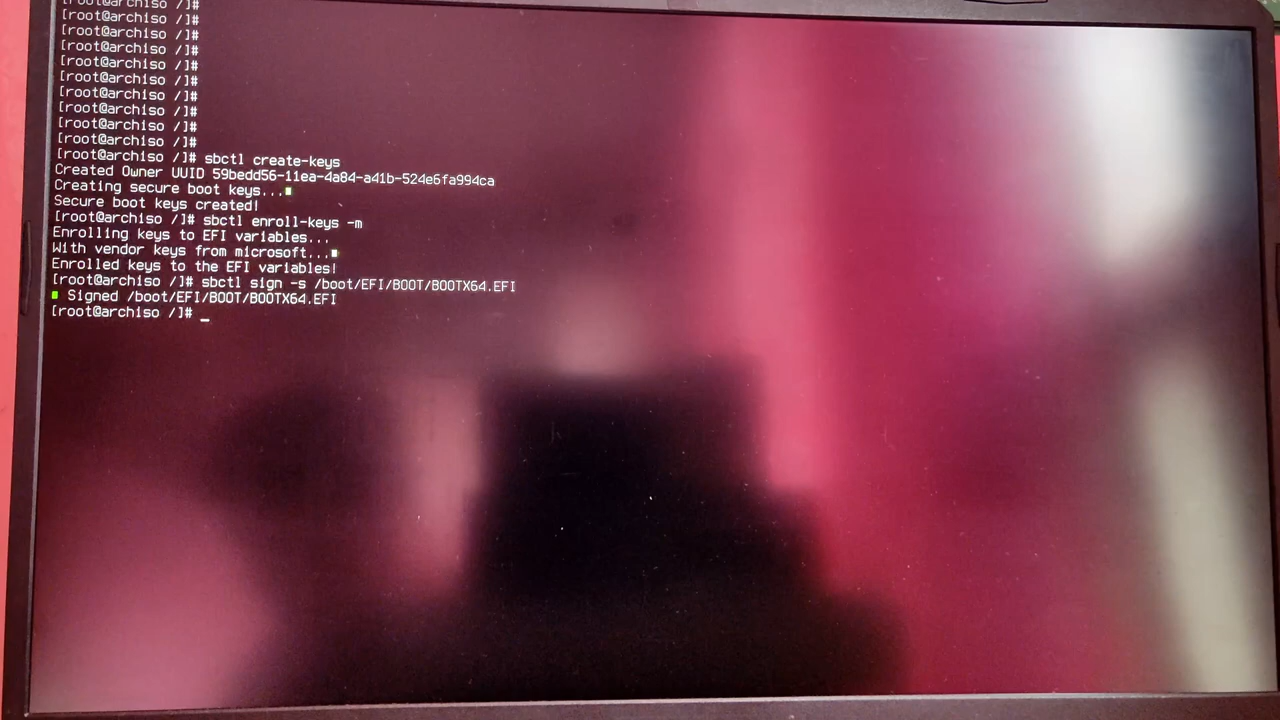 [root@archiso /]#
[root@archiso /]#
[root@archiso /]#
[root@archiso /]#
[root@archiso /]#
[root@archiso /]#
[root@archiso /]#
[root@archiso /]#
[root@archiso /]#
[root@archiso /]#
[root@archiso /]# sbctl create-keys
Created Owner UUID 59bedd56-11ea-4a84-a41b-524e6fa994ca
Creating secure boot keys...
Secure boot keys created!
[root@archiso /]# sbctl enroll-keys -m
Enrolling keys to EFI variables...
With vendor keys from microsoft...
Enrolled keys to the EFI variables!
[root@archiso /]# sbctl sign -s /boot/EFI/BOOT/BOOTX64.EFI
Signed /boot/EFI/BOOT/BOOTX64.EFI
[root@archiso /]# _